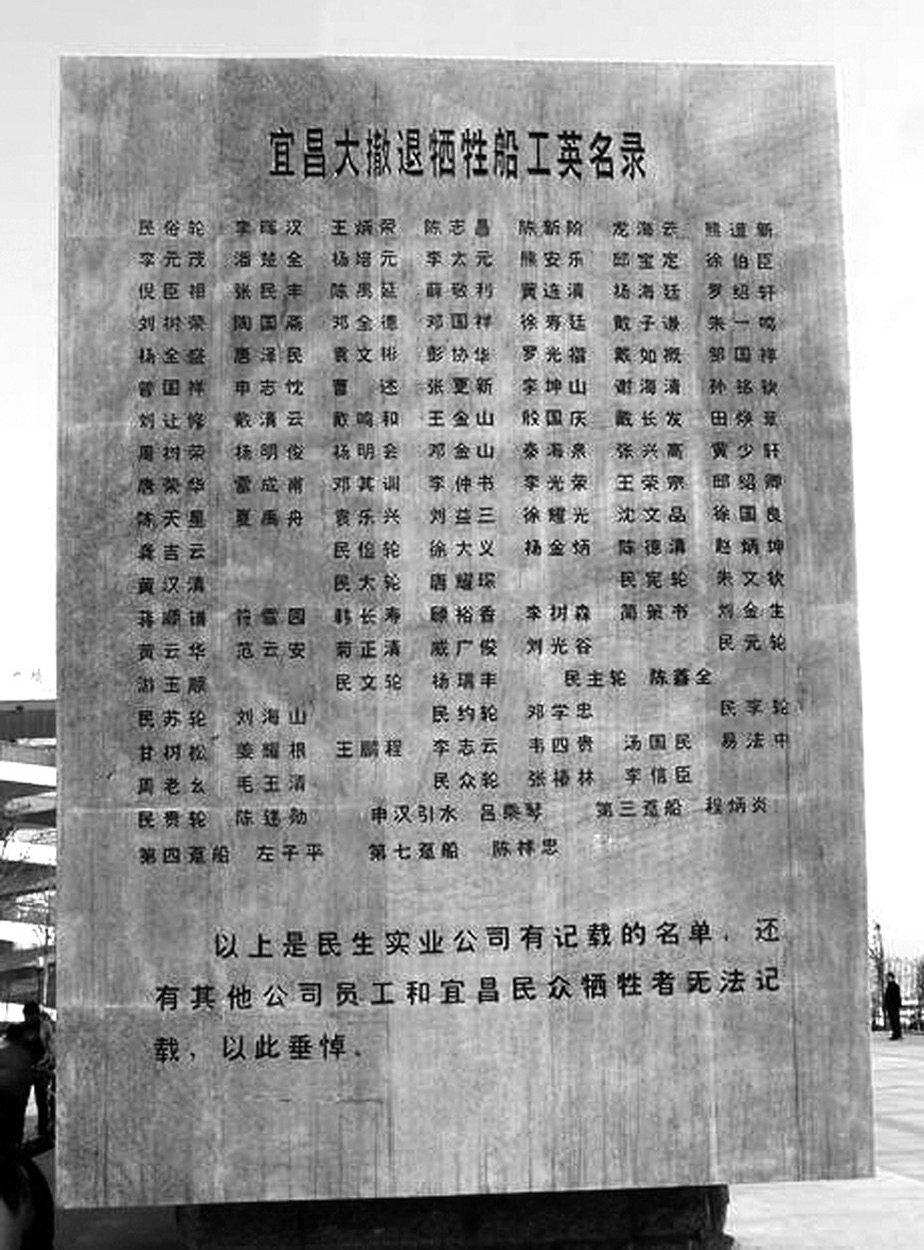 宜昌大撤退牺牲船工英名录
民俗轮 李晖汉 王炳荣 陈志昌 陈新阶 龙海云 熊道新
李元茂 潘楚全 杨培元 李太元 熊安乐 邱宝定 徐伯臣
倪臣相 张民丰 陈禹延 薛敬利 黄连清 杨海廷 罗绍轩
刘树荣 陶国斋 邓全德 邓国祥 徐寿廷 戴子谦 朱一鸣
杨全盛 唐泽民 袁文彬 彭协华 罗光楷 戴如概 邹国祥
曾国祥 申志忱 曹 述 张更新 李坤山 谢海清 孙铭钦
刘让修 戴清云 戴鸣和 王金山 殷国庆 戴长发 田焕章
周树荣 杨明俊 杨明会 邓金山 秦海泉 张兴高 黄少轩
唐荣华 雷成甫 邓其训 李仲书 李光荣 王荣宗 邱绍卿
陈天星 夏禹舟 袁乐兴 刘益三 徐耀光 沈文品 徐国良
龚吉云 民俭轮 徐大义 杨金炳 陈德清 赵炳坤
黄汉清 民太轮 唐耀琛 民宪轮 朱文钦
蒋顺谦 符雪园 韩长寿 顾裕香 李树森 简策书 刘金生
黄云华 范云安 菊正清 威广俊 刘光谷 民元轮
游玉顺 民文轮 杨瑞丰 民主轮 陈鑫全
民苏轮 刘海山 民约轮 邓学忠 民享轮
甘树松 姜耀根 王鹏程 李志云 韦四贵 汤国民 易法中
周老幺 毛玉清 民众轮 张椿林 李信臣
民贵轮 陈逢勋 申汉引水 吕荣琴 第三趸船 程炳炎
第四趸船 左子平 第七趸船 陈祥忠
以上是民生实业公司有记载的名单，还
有其他公司员工和宜昌民众牺牲者无法记
载，以此垂悼。